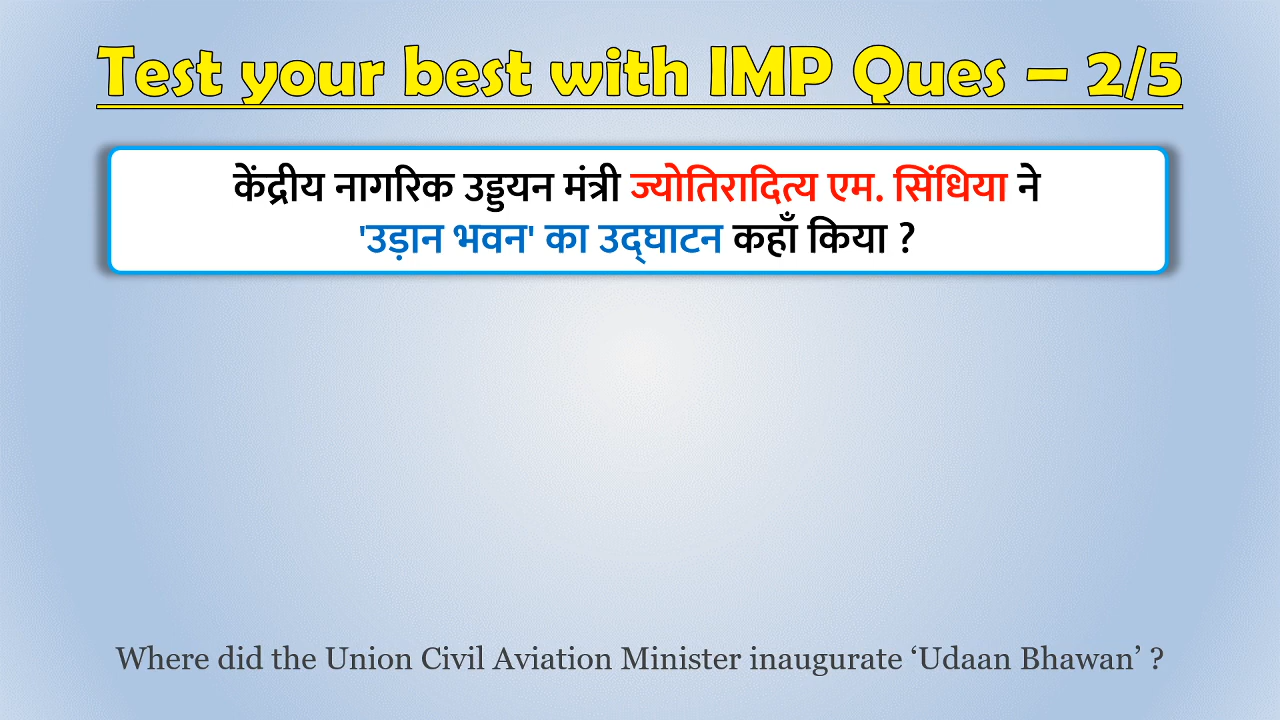 Test your best with IMP Ques – 2/5
केंद्रीय नागरिक उड्डयन मंत्री ज्योतिरादित्य एम. सिंधिया ने
'उड़ान भवन' का उद्‌घाटन कहाँ किया ?
Where did the Union Civil Aviation Minister inaugurate ‘Udaan Bhawan’ ?